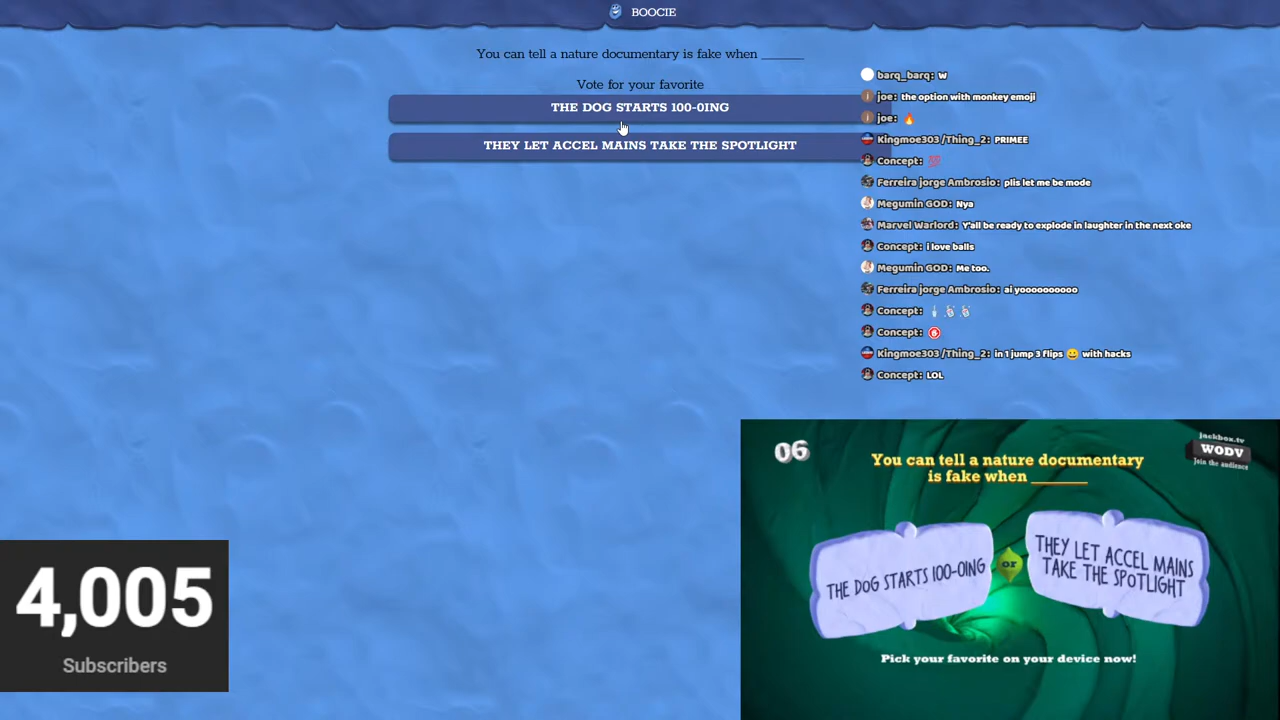 BOOCIE
You can tell a nature documentary is fake when ______
Vote for your favorite
THE DOG STARTS 100-0ING
THEY LET ACCEL MAINS TAKE THE SPOTLIGHT
barq_barq: W
joe: the option with monkey emoji
joe: 🔥
Kingmoe303 /Thing_2: PRIMEE
Concept: 💯
Ferreira jorge Ambrosio: plis let me be mode
Megumin GOD: Nya
Marvel Warlord: Y'all be ready to explode in laughter in the next oke
Concept: i love balls
Megumin GOD: Me too.
Ferreira jorge Ambrosio: ai yoooooooooo
Concept:
Concept:
Kingmoe303 /Thing_2: in 1 jump 3 flips 😀 with hacks
Concept: LOL
06
You can tell a nature documentary
is fake when ______
jackbox.tv
WODV
Join the audience
THE DOG STARTS 100-0ING
or
THEY LET ACCEL MAINS
TAKE THE SPOTLIGHT
Pick your favorite on your device now!
4,005
Subscribers